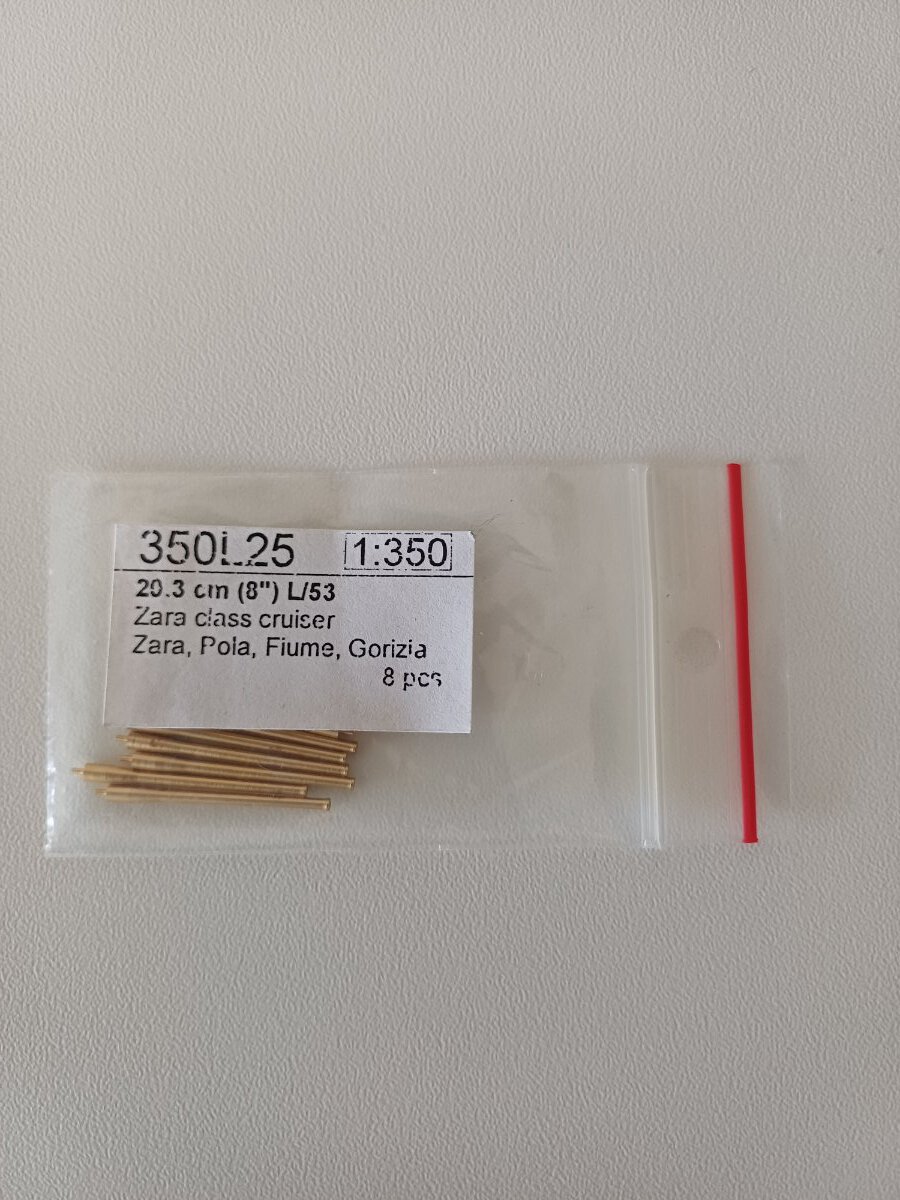 350L25 1:350
20.3 cm (8") L/53
Zara class cruiser
Zara, Pola, Fiume, Gorizia
8 pcs